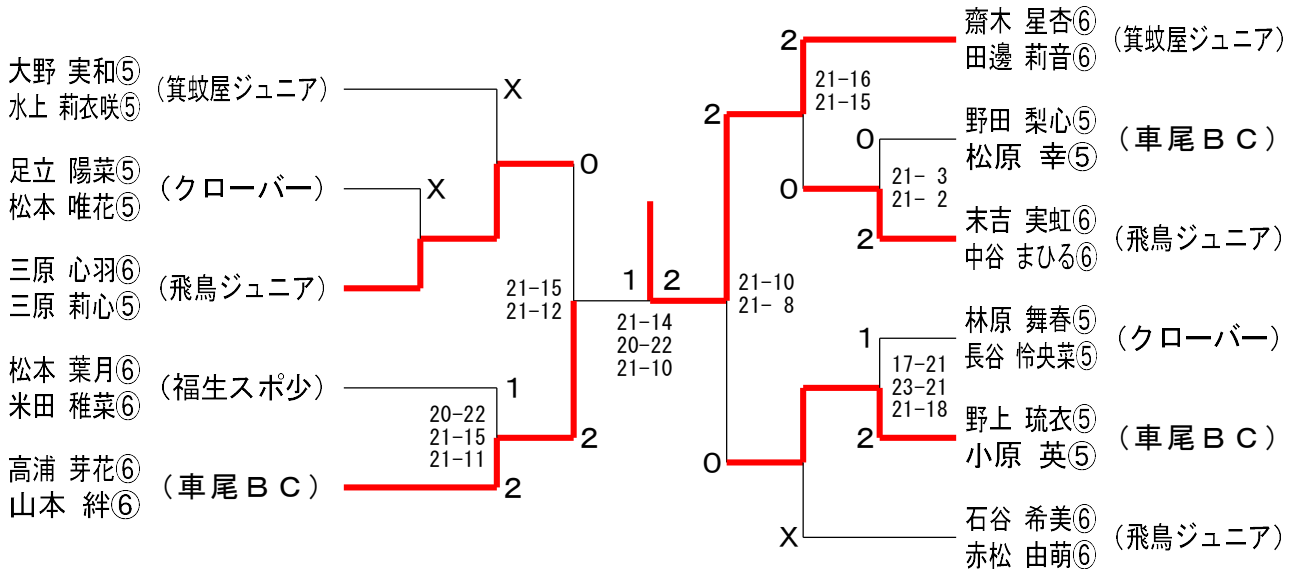 大野 実和⑤
水上 莉衣咲⑤
(箕蚊屋ジュニア)
X
足立 陽菜⑤
松本 唯花⑤
(クローバー)
X
0
三原 心羽⑥
三原 莉心⑤
(飛鳥ジュニア)
21-15
21-12
松本 葉月⑥
米田 稚菜⑥
(福生スポ少)
1
20-22
21-15
21-11
2
高浦 芽花⑥
山本 絆⑥
(車尾BC)
2
1
2
21-14
20-22
21-10
齋木 星杏⑥
田邊 莉音⑥
(箕蚊屋ジュニア)
2
21-16
21-15
2
野田 梨心⑤
松原 幸⑤
(車尾BC)
0
21- 3
21- 2
0
末吉 実虹⑥
中谷 まひる⑥
(飛鳥ジュニア)
2
21-10
21- 8
林原 舞春⑤
長谷 怜央菜⑤
(クローバー)
1
17-21
23-21
21-18
野上 琉衣⑤
小原 英⑤
(車尾BC)
2
0
石谷 希美⑥
赤松 由萌⑥
(飛鳥ジュニア)
X